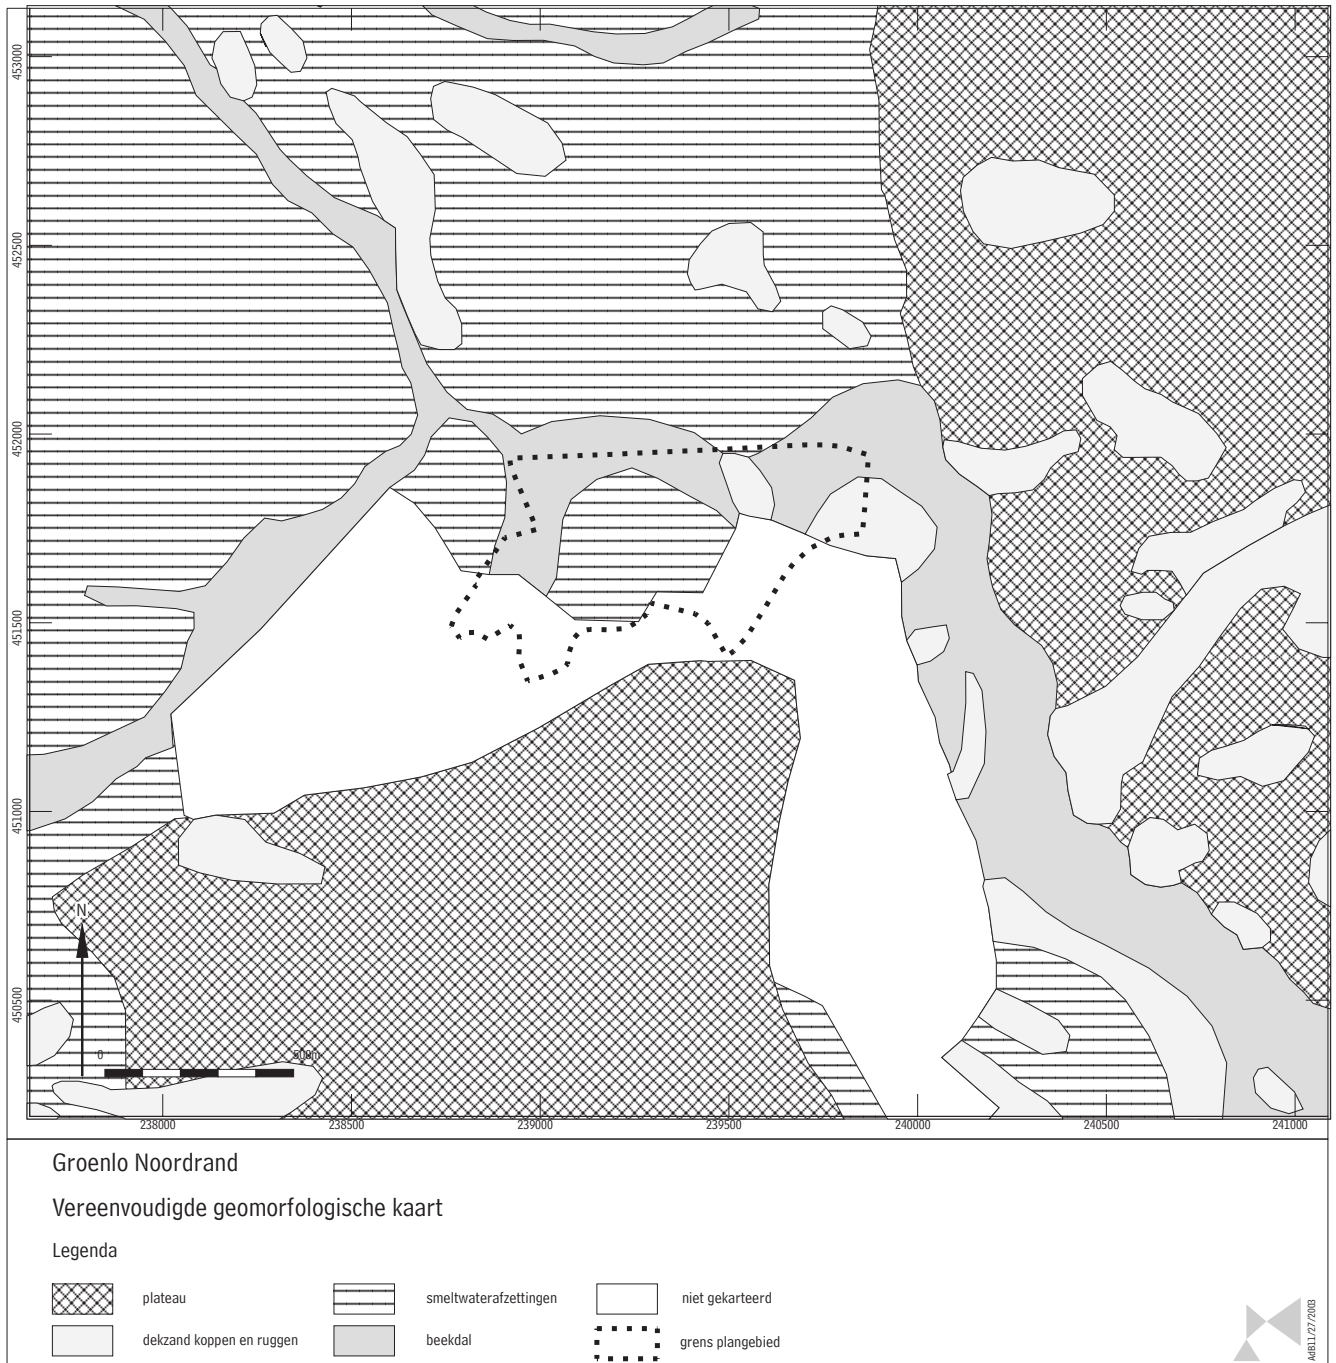 453000
452500
452000
451500
451000
450500
N
0
500m
238000
238500
239000
239500
240000
240500
241000
Groenlo Noordrand
Vereenvoudigde geomorfologische kaart
Legenda
plateau
smeltwaterafzettingen
niet gekarteerd
dekzand koppen en ruggen
beekdal
grens plangebied
AdB11/27/2003